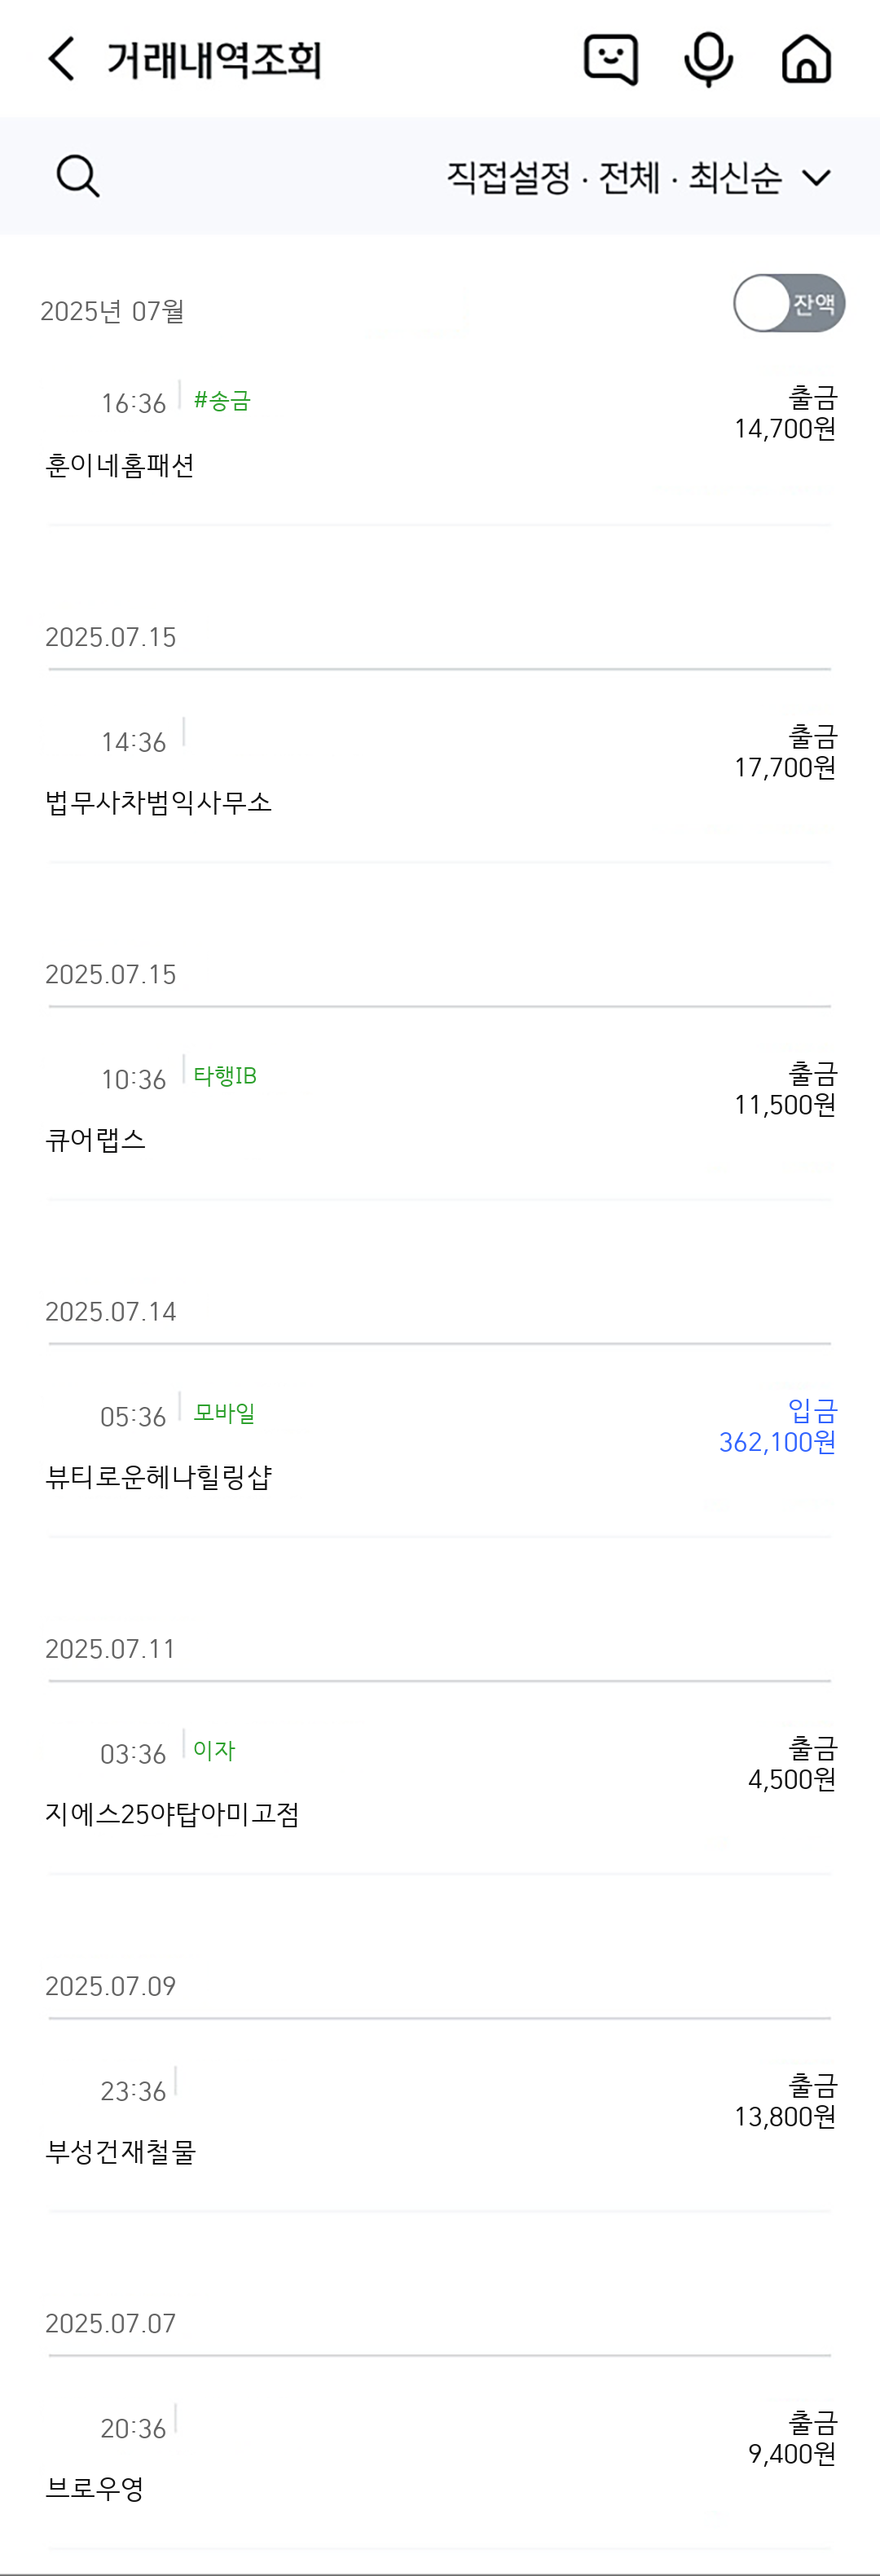 거래내역조회
직접설정 · 전체 · 최신순
2025년 07월
잔액
16:36 #송금
출금
14,700원
훈이네홈패션
2025.07.15
14:36
출금
17,700원
법무사차범익사무소
2025.07.15
10:36 타행IB
출금
11,500원
큐어랩스
2025.07.14
05:36 모바일
입금
362,100원
뷰티로운헤나힐링샵
2025.07.11
03:36 이자
출금
4,500원
지에스25야탑아미고점
2025.07.09
23:36
출금
13,800원
부성건재철물
2025.07.07
20:36
출금
9,400원
브로우영